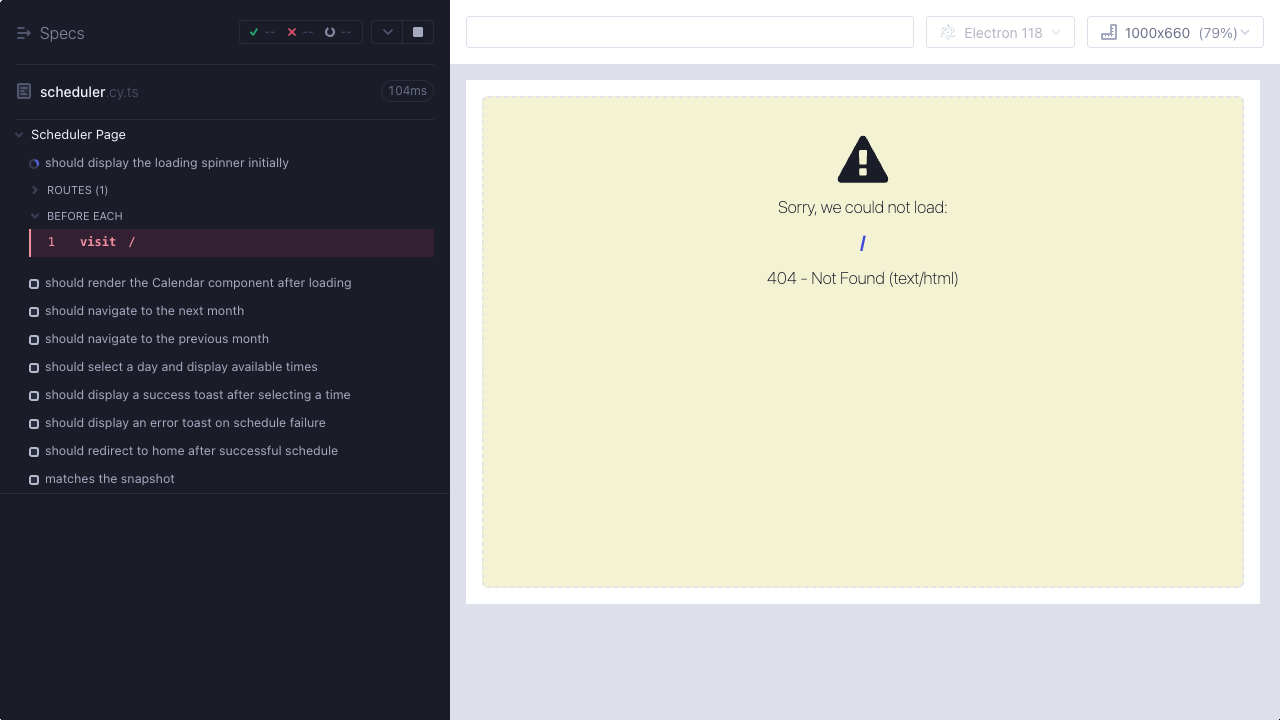 Specs
--
--
--
scheduler.cy.ts
104ms
Scheduler Page
should display the loading spinner initially
ROUTES (1)
BEFORE EACH
1 visit /
should render the Calendar component after loading
should navigate to the next month
should navigate to the previous month
should select a day and display available times
should display a success toast after selecting a time
should display an error toast on schedule failure
should redirect to home after successful schedule
matches the snapshot
Electron 118
1000x660 (79%)
Sorry, we could not load:
/
404 - Not Found (text/html)